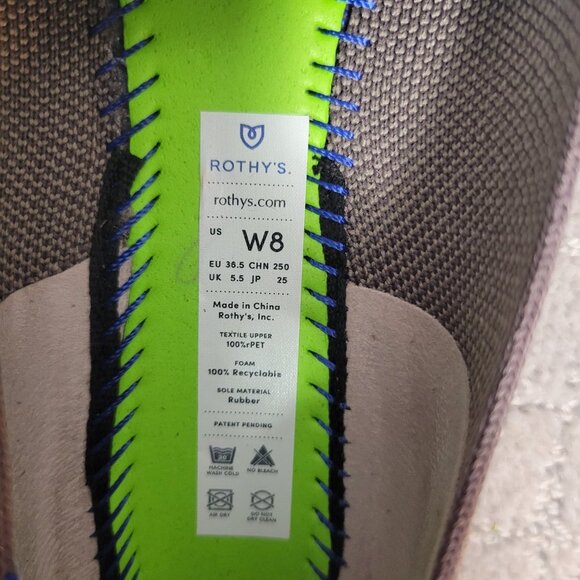 ROTHY'S.
rothys.com
US W8
EU 36.5 CHN 250
UK 5.5 JP 25
Made in China
Rothy's, Inc.
TEXTILE UPPER
100%rPET
FOAM
100% Recyclable
SOLE MATERIAL
Rubber
PATENT PENDING
MACHINE WASH COLD
NO BLEACH
AIR DRY
DO NOT DRY CLEAN